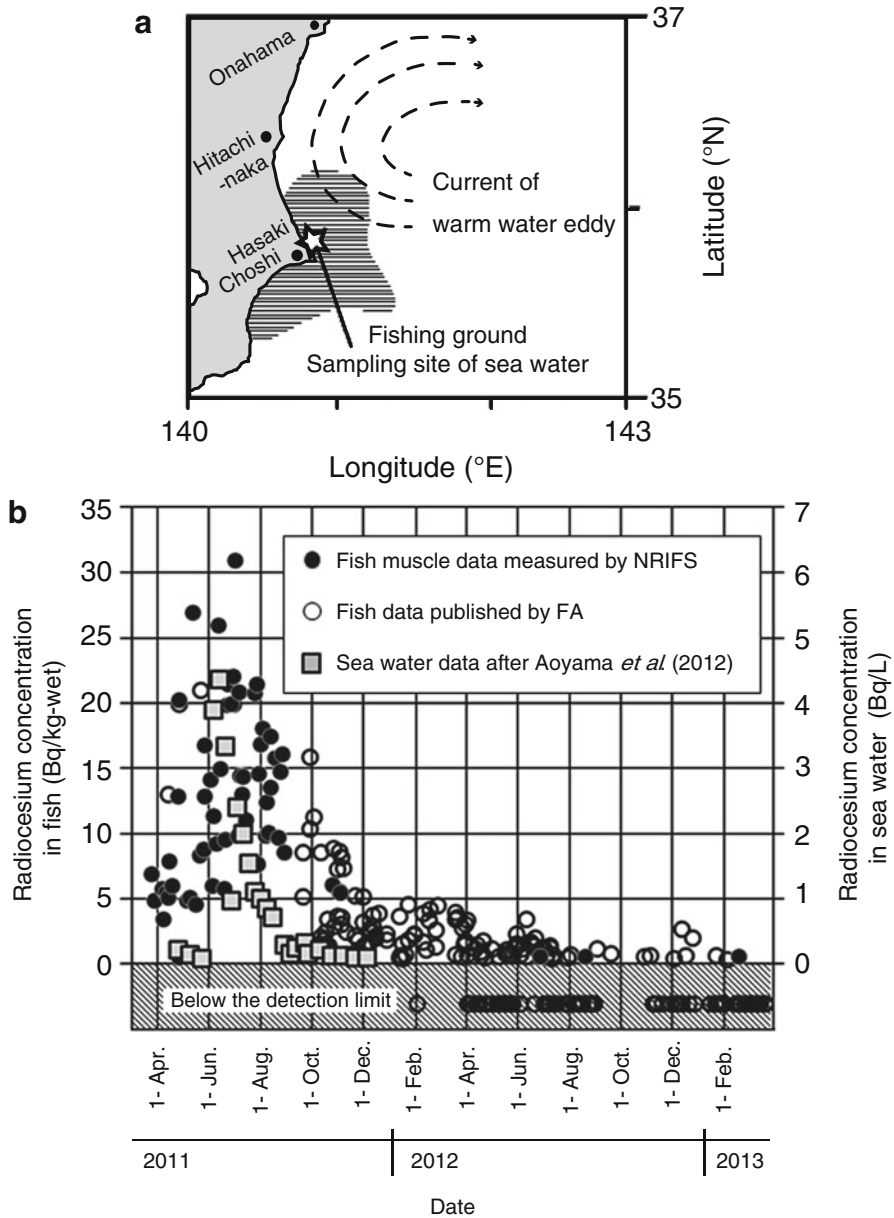 a
37
Onahama
Hitachi
-naka
Hasaki
Choshi
Current of
warm water eddy
Fishing ground
Sampling site of sea water
Latitude (°N)
35
140
143
Longitude (°E)
b
35
30
25
20
15
10
5
0
Radiocesium concentration
in fish (Bq/kg-wet)
7
6
5
4
3
2
1
0
Radiocesium concentration
in sea water (Bq/L)
Fish muscle data measured by NRIFS
Fish data published by FA
Sea water data after Aoyama et al. (2012)
Below the detection limit
1- Apr.
1- Jun.
1- Aug.
1- Oct.
1- Dec.
1- Feb.
1- Apr.
1- Jun.
1- Aug.
1- Oct.
1- Dec.
1- Feb.
2011
2012
2013
Date